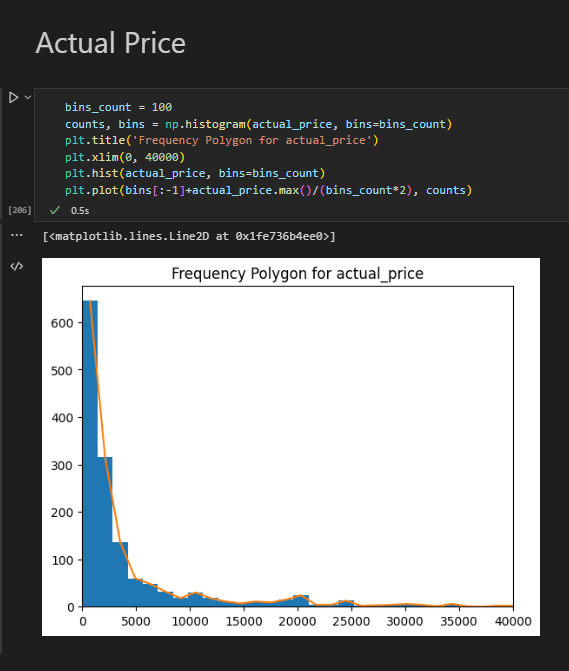 Actual Price
bins_count = 100
counts, bins = np.histogram(actual_price, bins=bins_count)
plt.title('Frequency Polygon for actual_price')
plt.xlim(0, 40000)
plt.hist(actual_price, bins=bins_count)
plt.plot(bins[:-1]+actual_price.max()/(bins_count*2), counts)
[206]
0.5s
[<matplotlib.lines.Line2D at 0x1fe736b4ee0>]
Frequency Polygon for actual_price
600
500
400
300
200
100
0
0 5000 10000 15000 20000 25000 30000 35000 40000